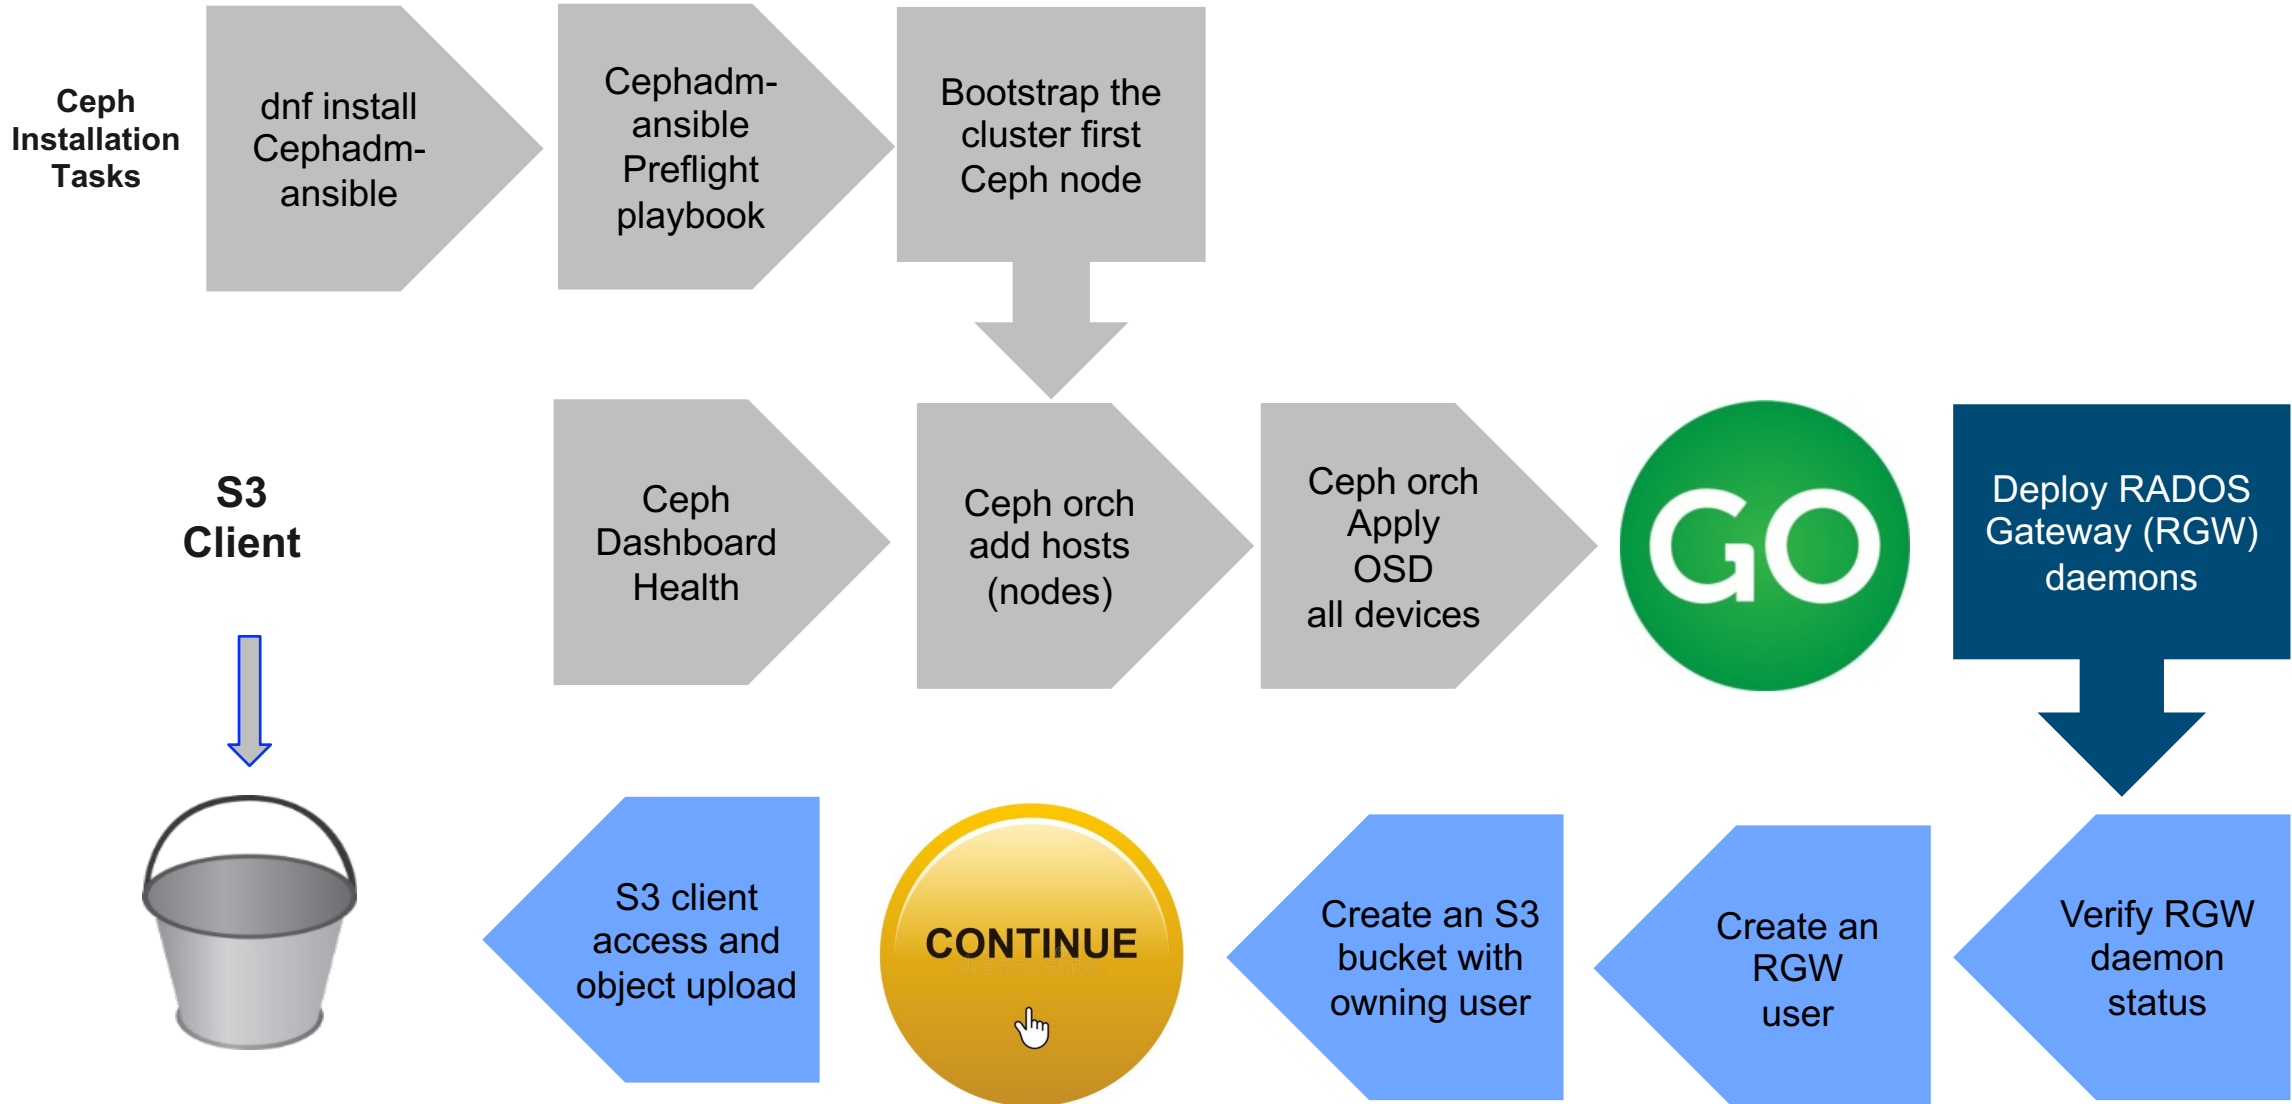 Ceph
Installation
Tasks
dnf install
Cephadm-
ansible
Cephadm-
ansible
Preflight
playbook
Bootstrap the
cluster first
Ceph node
S3
Client
Ceph
Dashboard
Health
Ceph orch
add hosts
(nodes)
Ceph orch
Apply
OSD
all devices
GO
Deploy RADOS
Gateway (RGW)
daemons
S3 client
access and
object upload
CONTINUE
Create an S3
bucket with
owning user
Create an
RGW
user
Verify RGW
daemon
status